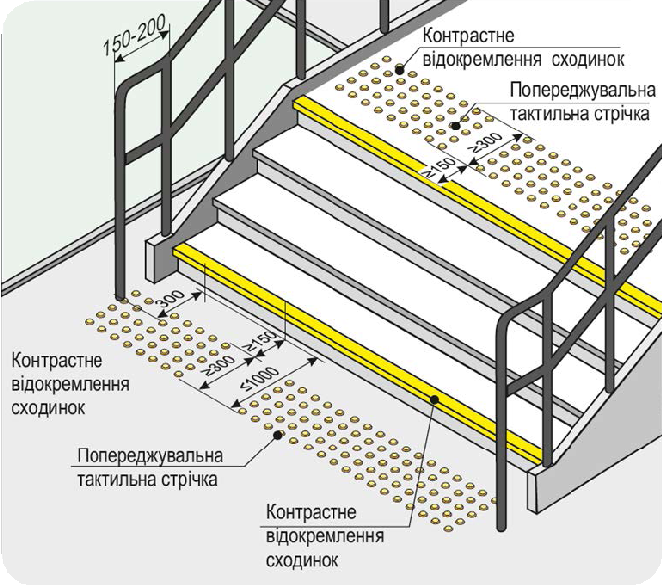 150-200
Контрастне
відокремлення сходинок
Попереджувальна
тактильна стрічка
≥300
≥150
300
≥150
≥300
≤1000
Контрастне
відокремлення
сходинок
Попереджувальна
тактильна стрічка
Контрастне
відокремлення
сходинок